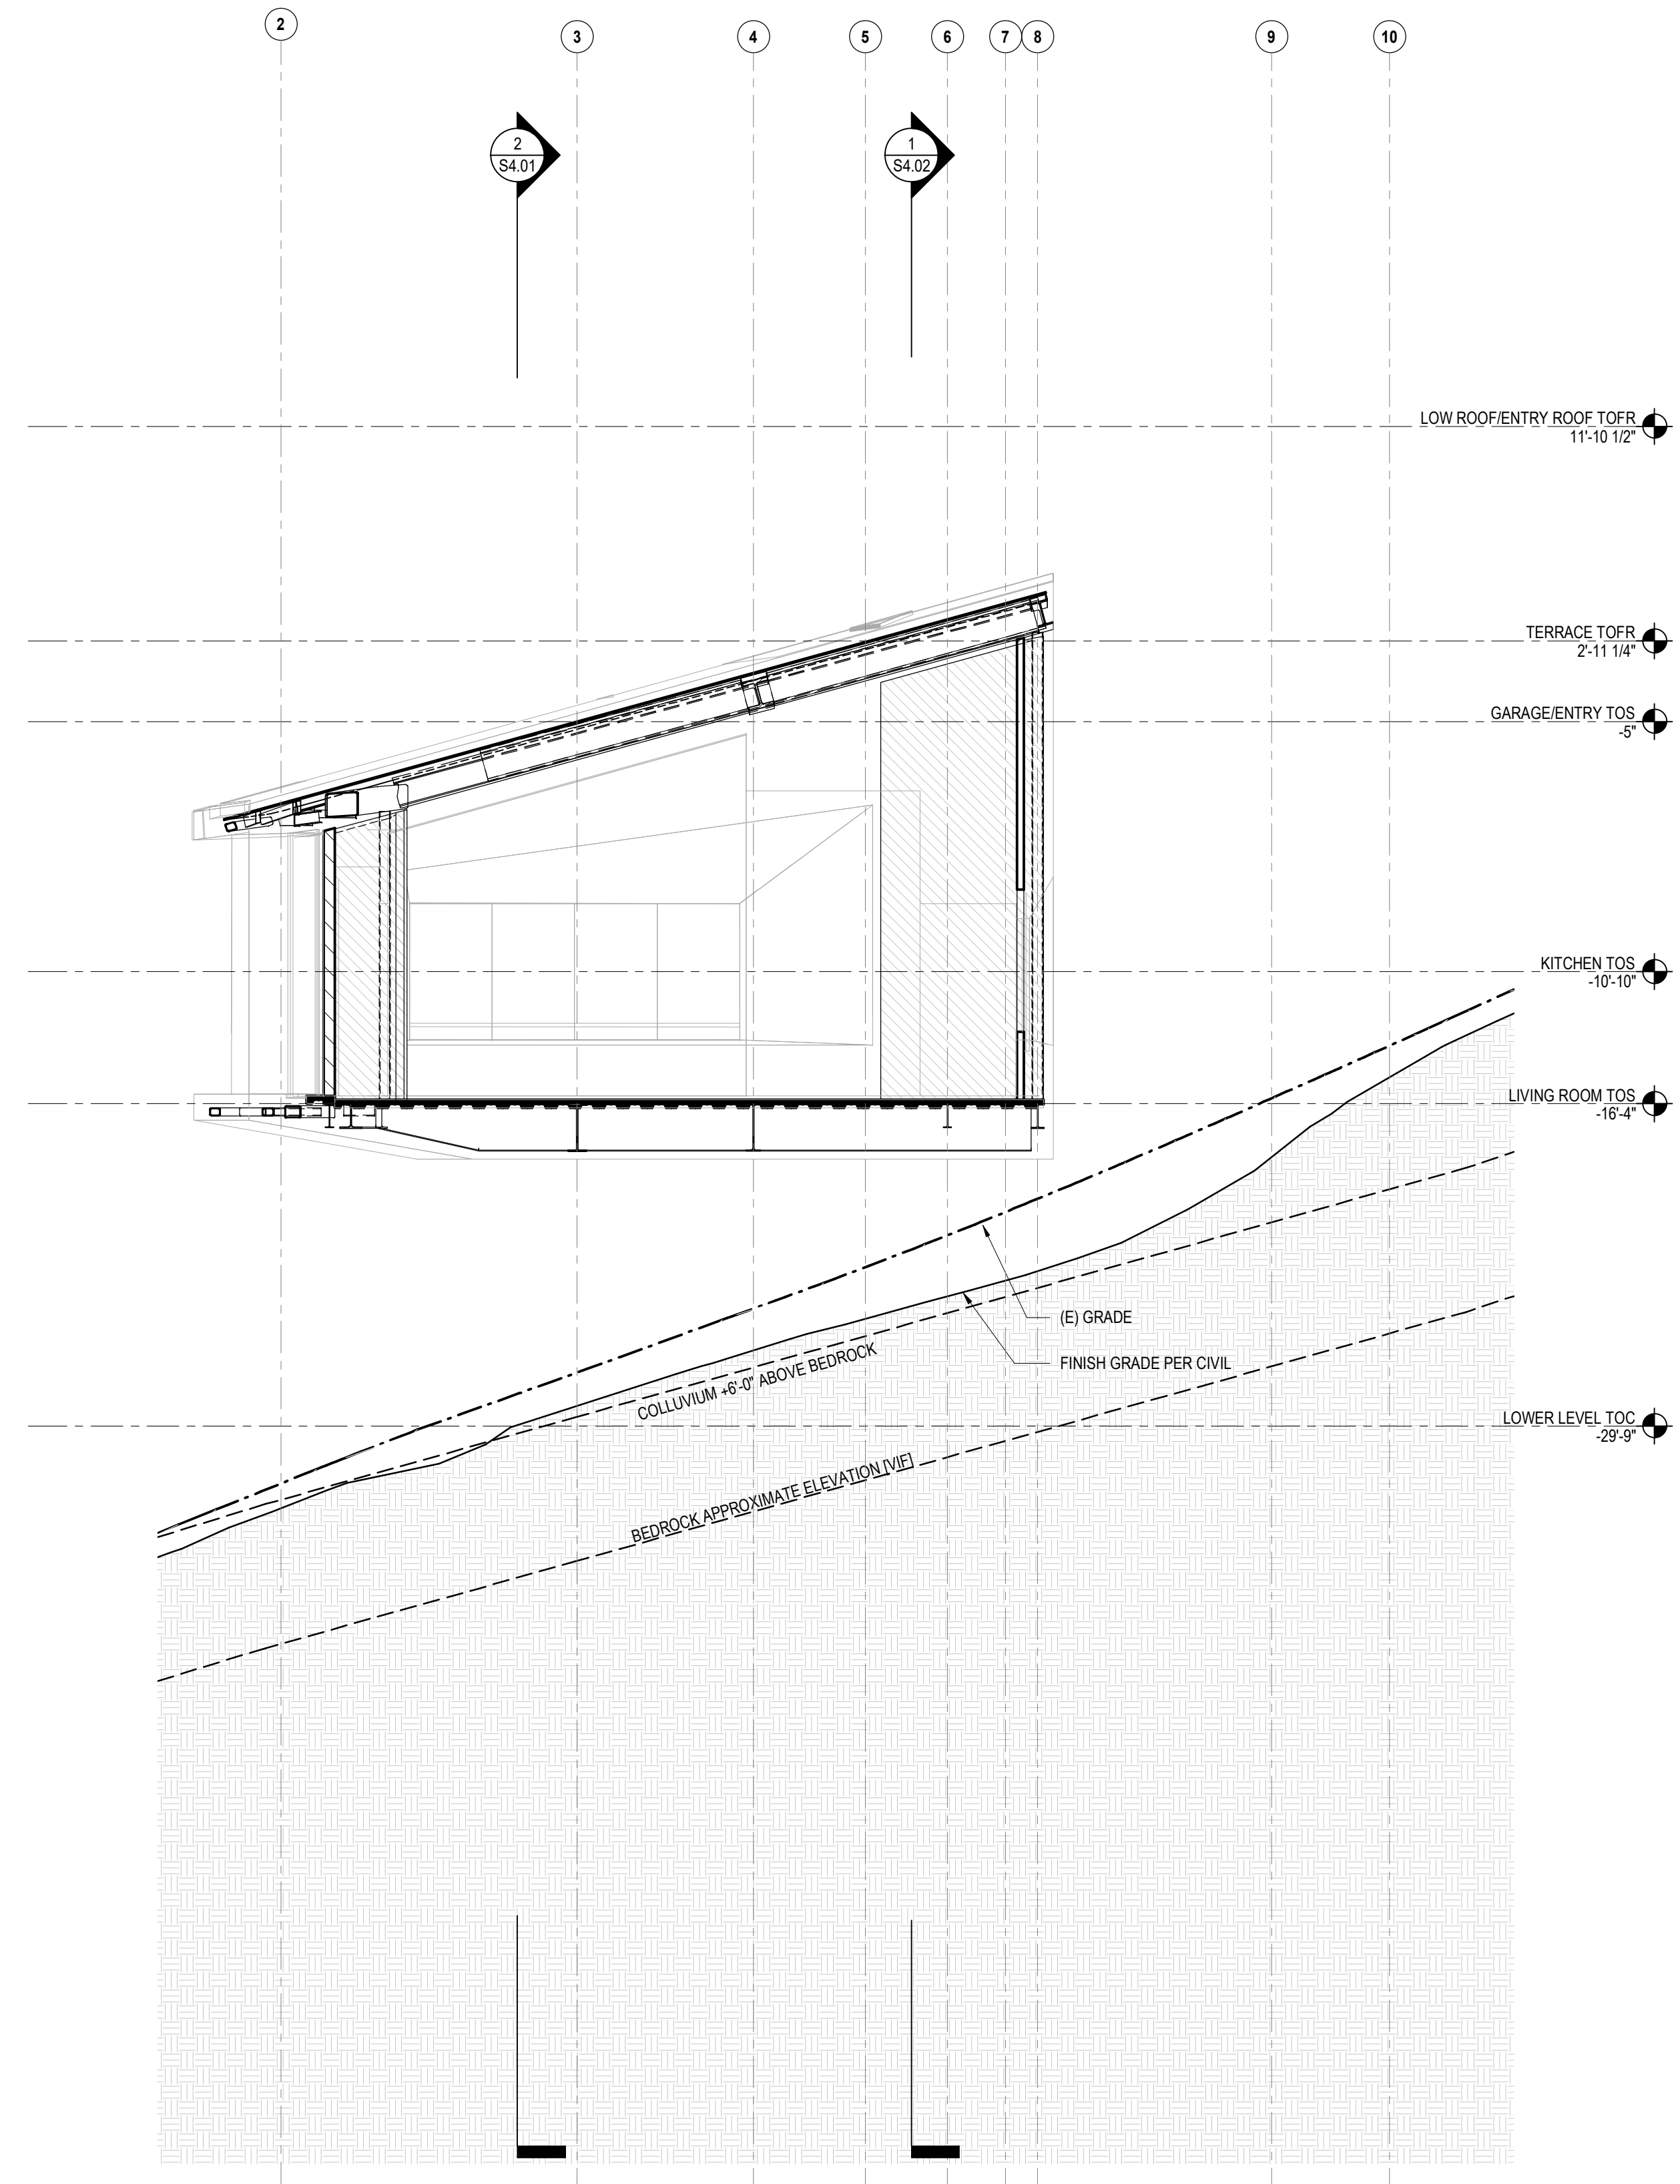 2
3
4
5
6
7
8
9
10
2
S4.01
1
S4.02
LOW ROOF/ENTRY ROOF TOFR
11'-10 1/2"
TERRACE TOFR
2'-11 1/4"
GARAGE/ENTRY TOS
-5"
KITCHEN TOS
-10'-10"
LIVING ROOM TOS
-16'-4"
(E) GRADE
FINISH GRADE PER CIVIL
COLLUVIUM +6'-0" ABOVE BEDROCK
LOWER LEVEL TOC
-29'-9"
BEDROCK APPROXIMATE ELEVATION [VIF]